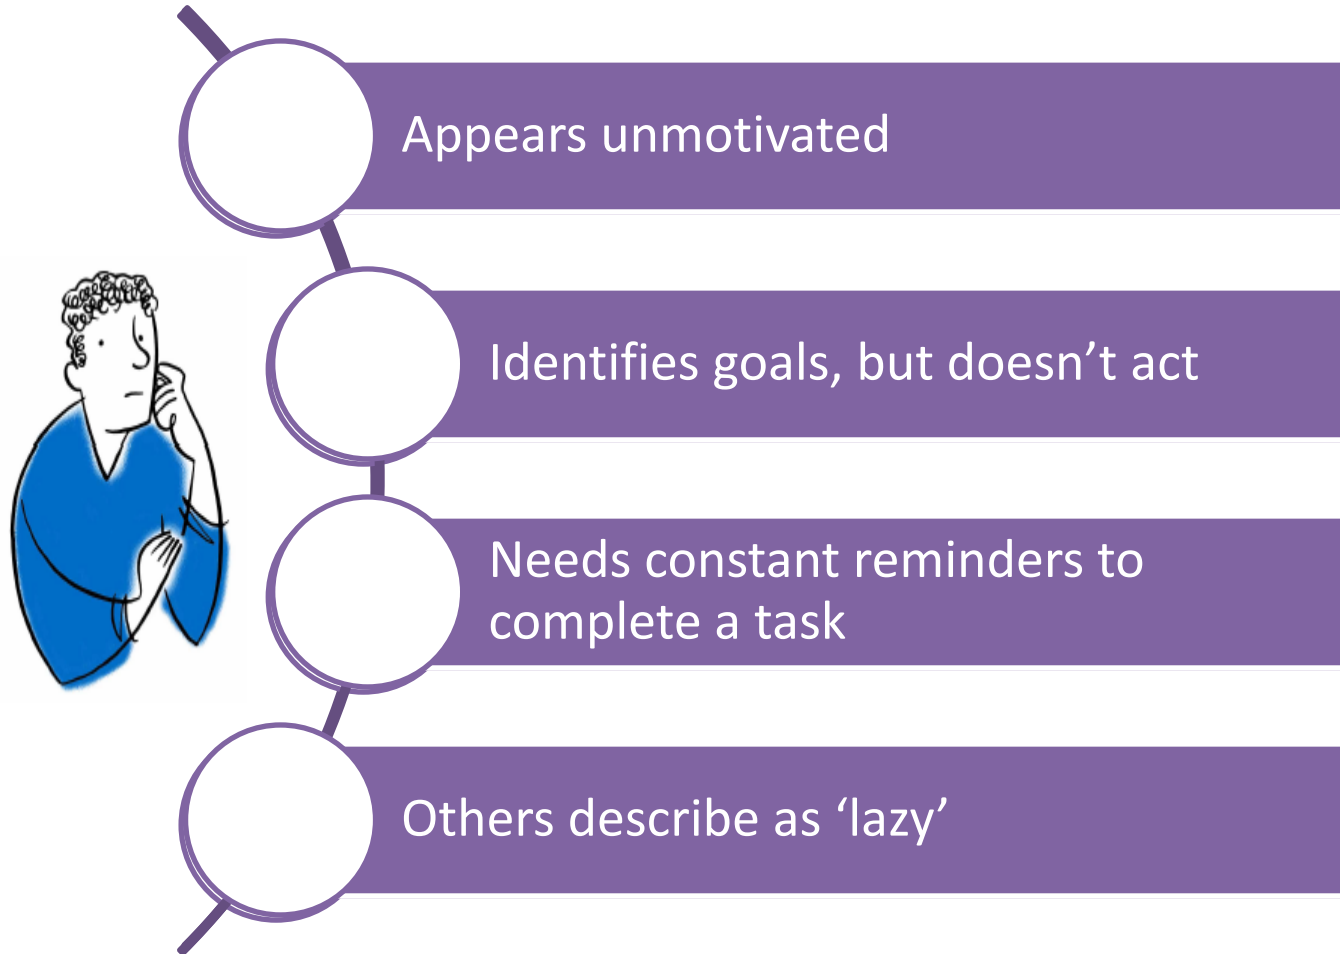 Appears unmotivated
Identifies goals, but doesn’t act
Needs constant reminders to
complete a task
Others describe as ‘lazy’